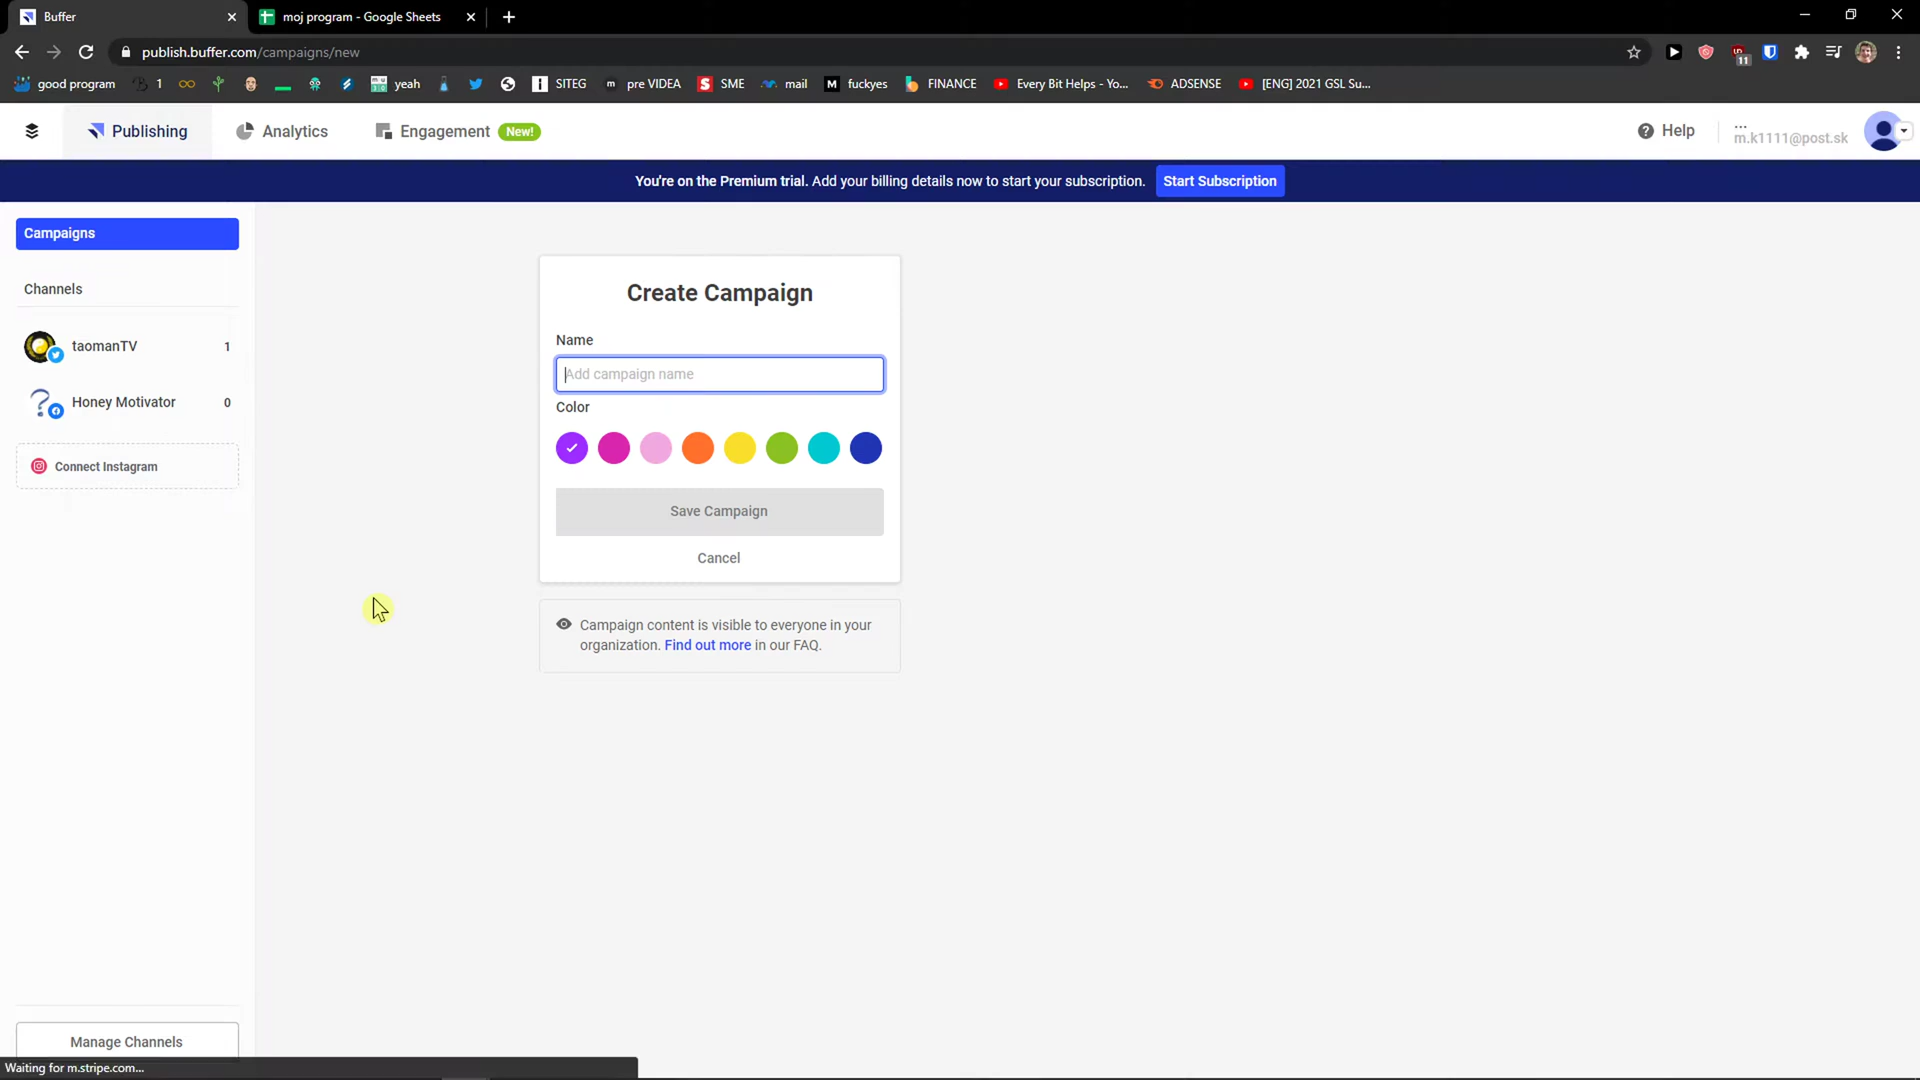 Buffer
moj program - Google Sheets
publish.buffer.com/campaigns/new
11
good program
1
yeah
SITEG
pre VIDEA
SME
mail
fuckyes
FINANCE
Every Bit Helps - Yo...
ADSENSE
[ENG] 2021 GSL Su...
Publishing
Analytics
Engagement New!
Help
...
m.k1111@post.sk
You're on the Premium trial. Add your billing details now to start your subscription.
Start Subscription
Campaigns
Channels
taomanTV 1
Honey Motivator 0
Connect Instagram
Create Campaign
Name
Add campaign name
Color
Save Campaign
Cancel
Campaign content is visible to everyone in your
organization. Find out more in our FAQ.
Manage Channels
Waiting for m.stripe.com...